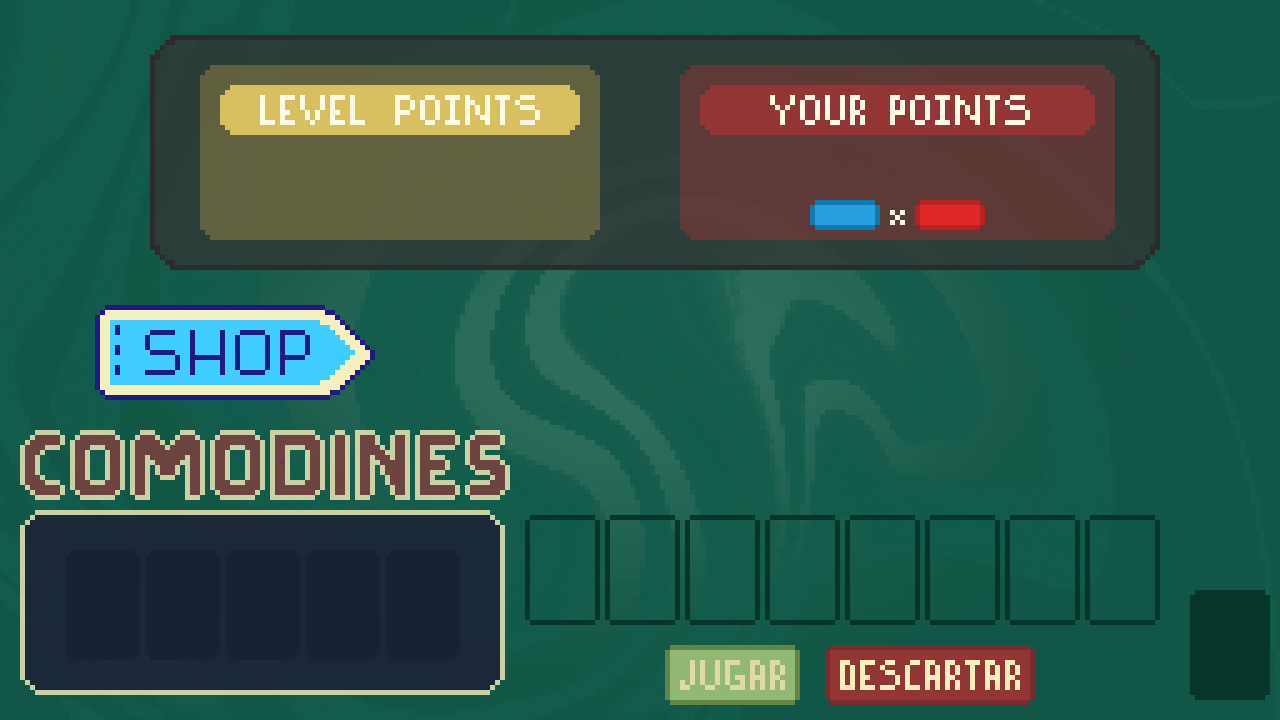 LEVEL POINTS
YOUR POINTS
x
SHOP
COMODINES
JUGAR
DESCARTAR